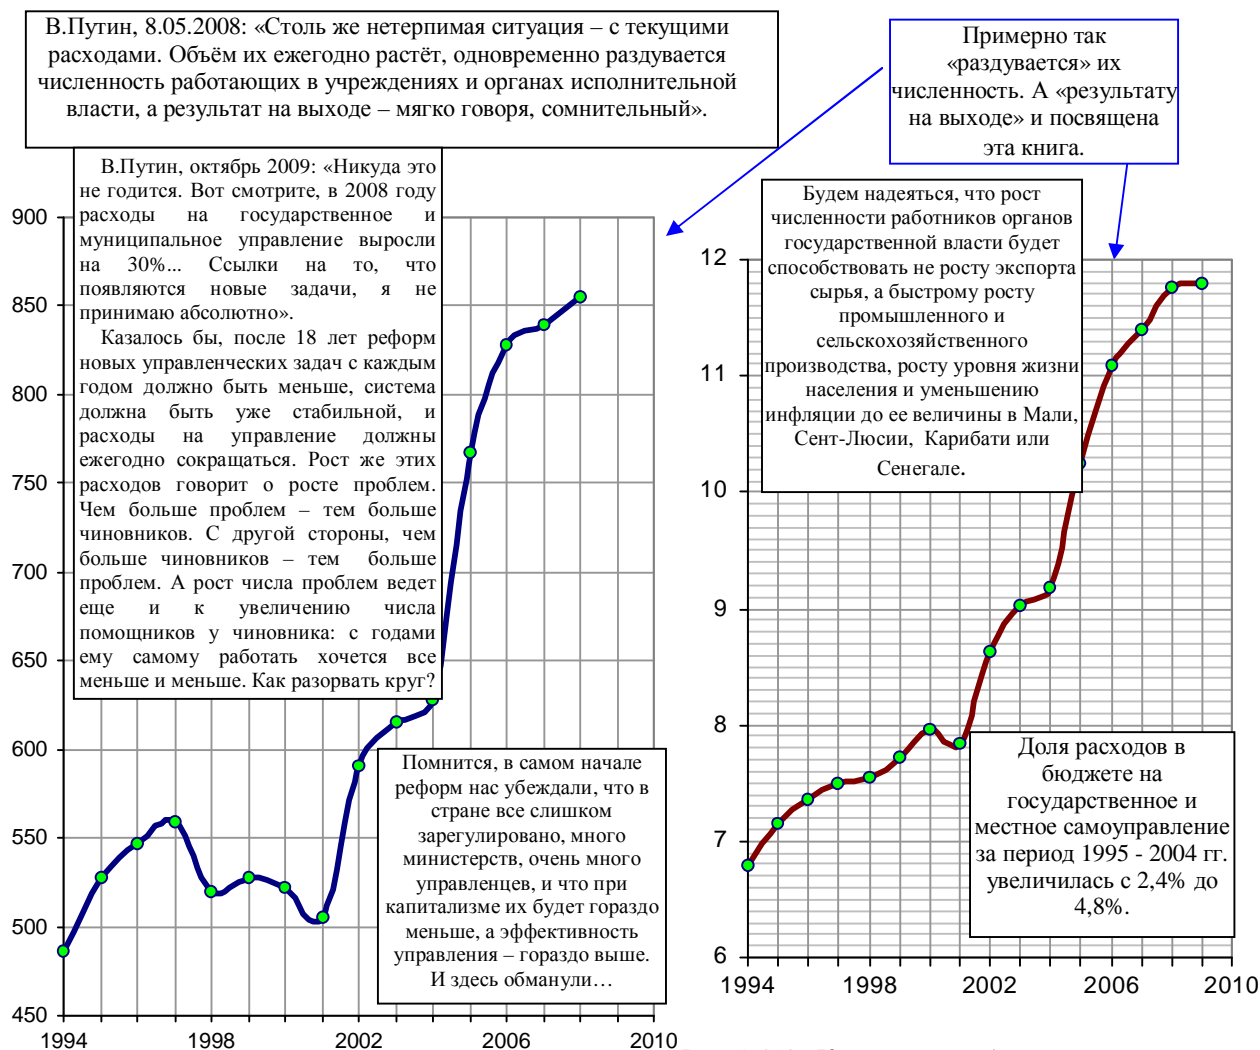 В.Путин, 8.05.2008: «Столь же нетерпимая ситуация – с текущими
расходами. Объём их ежегодно растёт, одновременно раздувается
численность работающих в учреждениях и органах исполнительной
власти, а результат на выходе – мягко говоря, сомнительный».
Примерно так
«раздувается» их
численность. А «результату
на выходе» и посвящена
эта книга.
В.Путин, октябрь 2009: «Никуда это
не годится. Вот смотрите, в 2008 году
расходы на государственное и
муниципальное управление выросли
на 30%... Ссылки на то, что
появляются новые задачи, я не
принимаю абсолютно».
Казалось бы, после 18 лет реформ
новых управленческих задач с каждым
годом должно быть меньше, система
должна быть уже стабильной, и
расходы на управление должны
ежегодно сокращаться. Рост же этих
расходов говорит о росте проблем.
Чем больше проблем – тем больше
чиновников. С другой стороны, чем
больше чиновников – тем больше
проблем. А рост числа проблем ведет
еще и к увеличению числа
помощников у чиновника: с годами
ему самому работать хочется все
меньше и меньше. Как разорвать круг?
Помнится, в самом начале
реформ нас убеждали, что в
стране все слишком
зарегулировано, много
министерств, очень много
управленцев, и что при
капитализме их будет гораздо
меньше, а эффективность
управления – гораздо выше.
И здесь обманули…
900
850
800
750
700
650
600
550
500
450
1994
1998
2002
2006
2010
Будем надеяться, что рост
численности работников органов
государственной власти будет
способствовать не росту экспорта
сырья, а быстрому росту
промышленного и
сельскохозяйственного
производства, росту уровня жизни
населения и уменьшению
инфляции до ее величины в Мали,
Сент-Люсии, Карибати или
Сенегале.
Доля расходов в
бюджете на
государственное и
местное самоуправление
за период 1995 - 2004 гг.
увеличилась с 2,4% до
4,8%.
12
11
10
9
8
7
6
1994
1998
2002
2006
2010